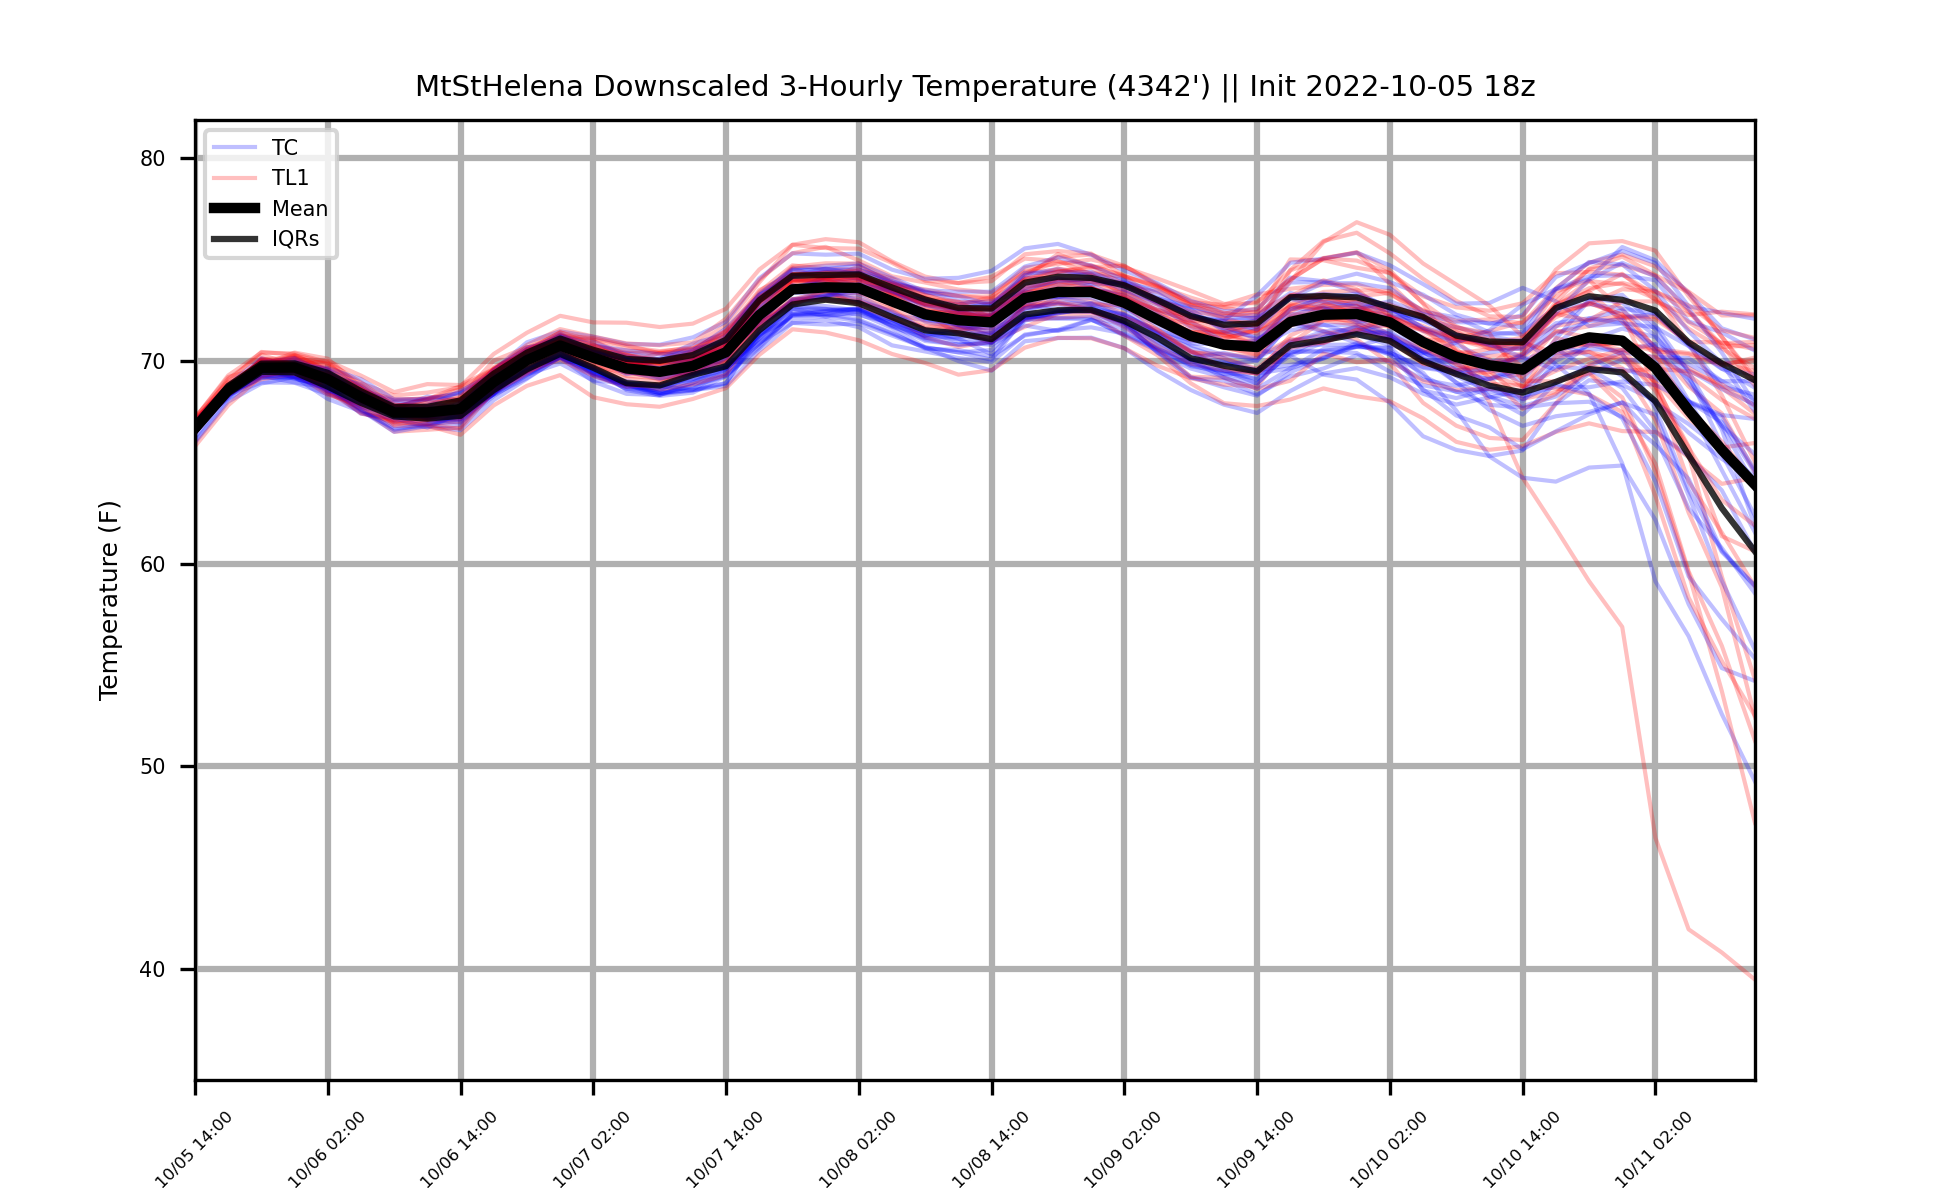 MtStHelena Downscaled 3-Hourly Temperature (4342') || Init 2022-10-05 18z
TC
TL1
Mean
IQRs
80
70
60
50
40
Temperature (F)
10/05 14:00
10/06 02:00
10/06 14:00
10/07 02:00
10/07 14:00
10/08 02:00
10/08 14:00
10/09 02:00
10/09 14:00
10/10 02:00
10/10 14:00
10/11 02:00